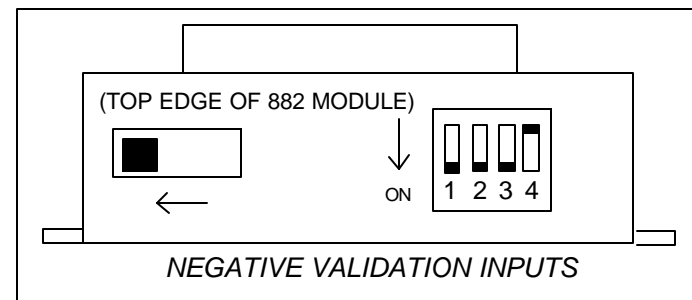 (TOP EDGE OF 882 MODULE)
ON
1 2 3 4
NEGATIVE VALIDATION INPUTS